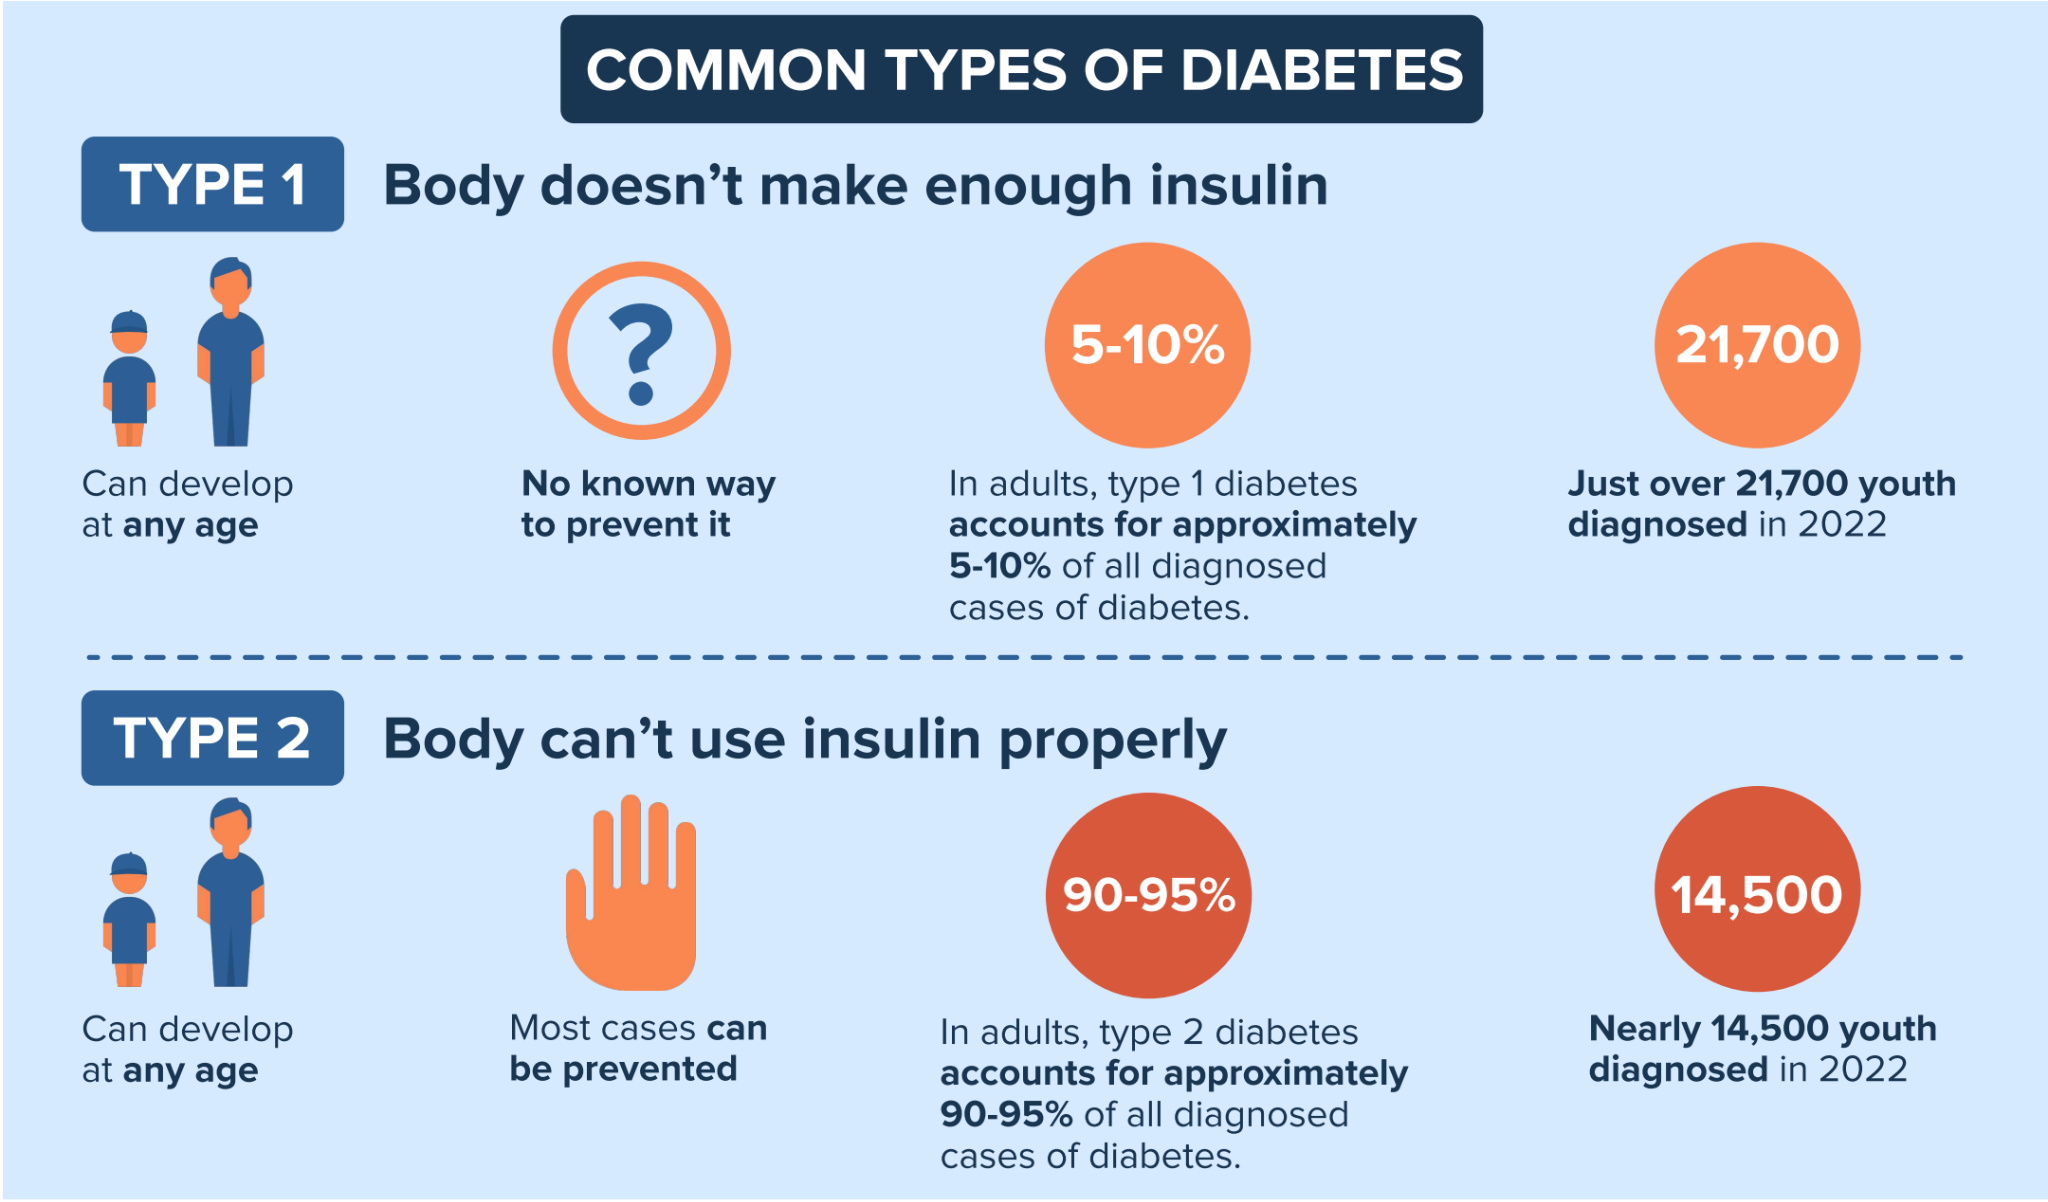 COMMON TYPES OF DIABETES
TYPE 1
Body doesn’t make enough insulin
?
5-10%
21,700
Can develop
at any age
No known way
to prevent it
In adults, type 1 diabetes
accounts for approximately
5-10% of all diagnosed
cases of diabetes.
Just over 21,700 youth
diagnosed in 2022
TYPE 2
Body can’t use insulin properly
90-95%
14,500
Can develop
at any age
Most cases can
be prevented
In adults, type 2 diabetes
accounts for approximately
90-95% of all diagnosed
cases of diabetes.
Nearly 14,500 youth
diagnosed in 2022